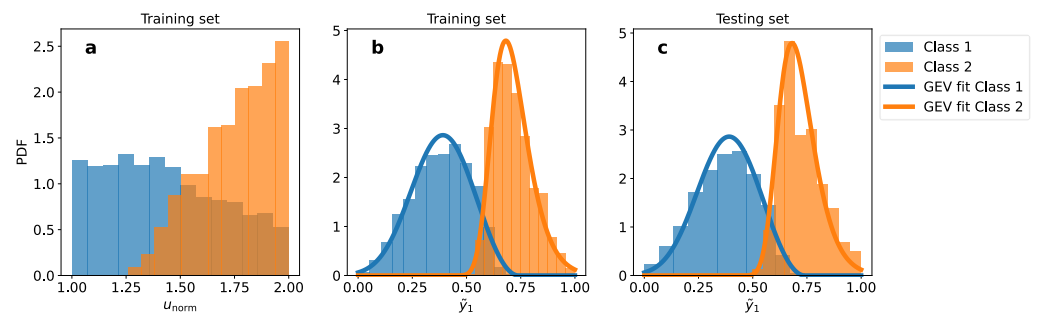 Training set
a
PDF
2.5
2.0
1.5
1.0
0.5
0.0
1.00 1.25 1.50 1.75 2.00
u_norm
Training set
b
5
4
3
2
1
0
0.00 0.25 0.50 0.75 1.00
ỹ₁
Testing set
c
5
4
3
2
1
0
0.00 0.25 0.50 0.75 1.00
ỹ₁
Class 1
Class 2
GEV fit Class 1
GEV fit Class 2